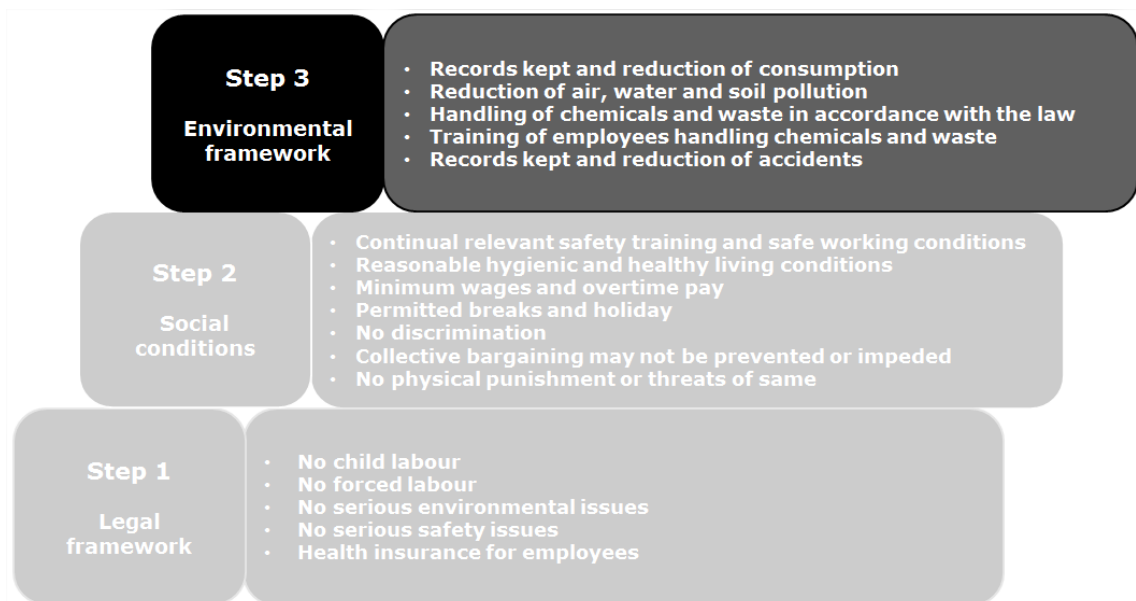 Step 3
Environmental
framework
• Records kept and reduction of consumption
• Reduction of air, water and soil pollution
• Handling of chemicals and waste in accordance with the law
• Training of employees handling chemicals and waste
• Records kept and reduction of accidents
Step 2
Social
conditions
• Continual relevant safety training and safe working conditions
• Reasonable hygienic and healthy living conditions
• Minimum wages and overtime pay
• Permitted breaks and holiday
• No discrimination
• Collective bargaining may not be prevented or impeded
• No physical punishment or threats of same
Step 1
Legal
framework
• No child labour
• No forced labour
• No serious environmental issues
• No serious safety issues
• Health insurance for employees